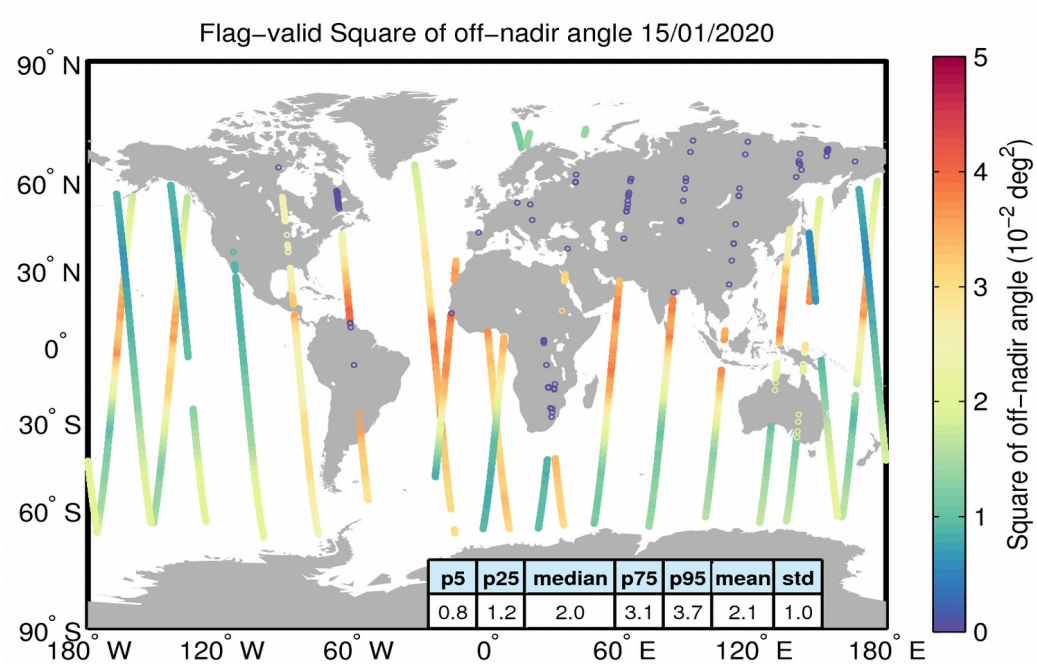 Flag-valid Square of off-nadir angle 15/01/2020
90° N
60° N
30° N
0°
30° S
60° S
90° S
180° W
120° W
60° W
0°
60° E
120° E
180° E
p5 p25 median p75 p95 mean std
0.8 1.2 2.0 3.1 3.7 2.1 1.0
5
4
3
2
1
0
Square of off-nadir angle (10⁻² deg²)